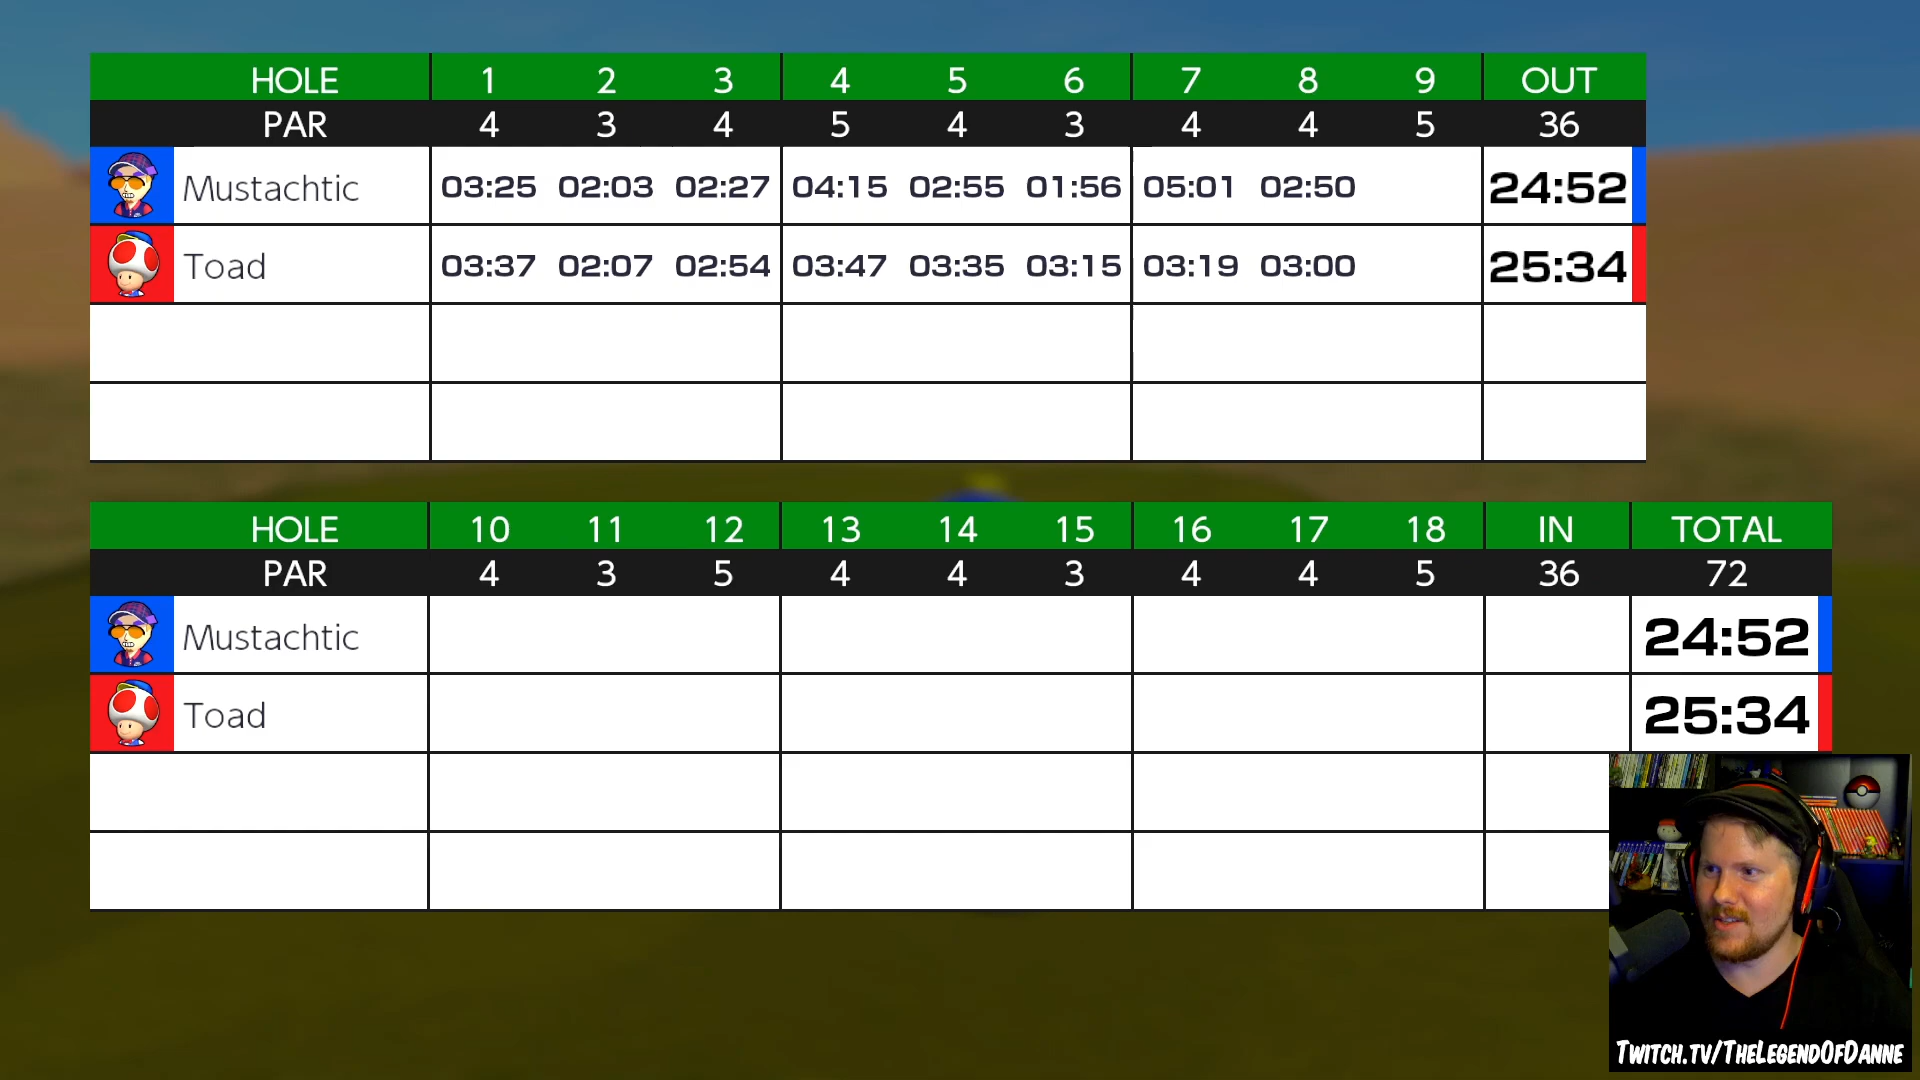 HOLE 1 2 3 4 5 6 7 8 9 OUT
PAR 4 3 4 5 4 3 4 4 5 36
Mustachtic 03:25 02:03 02:27 04:15 02:55 01:56 05:01 02:50 24:52
Toad 03:37 02:07 02:54 03:47 03:35 03:15 03:19 03:00 25:34
HOLE 10 11 12 13 14 15 16 17 18 IN TOTAL
PAR 4 3 5 4 4 3 4 4 5 36 72
Mustachtic 24:52
Toad 25:34
TWITCH.TV/THELEGENDOFDANNE